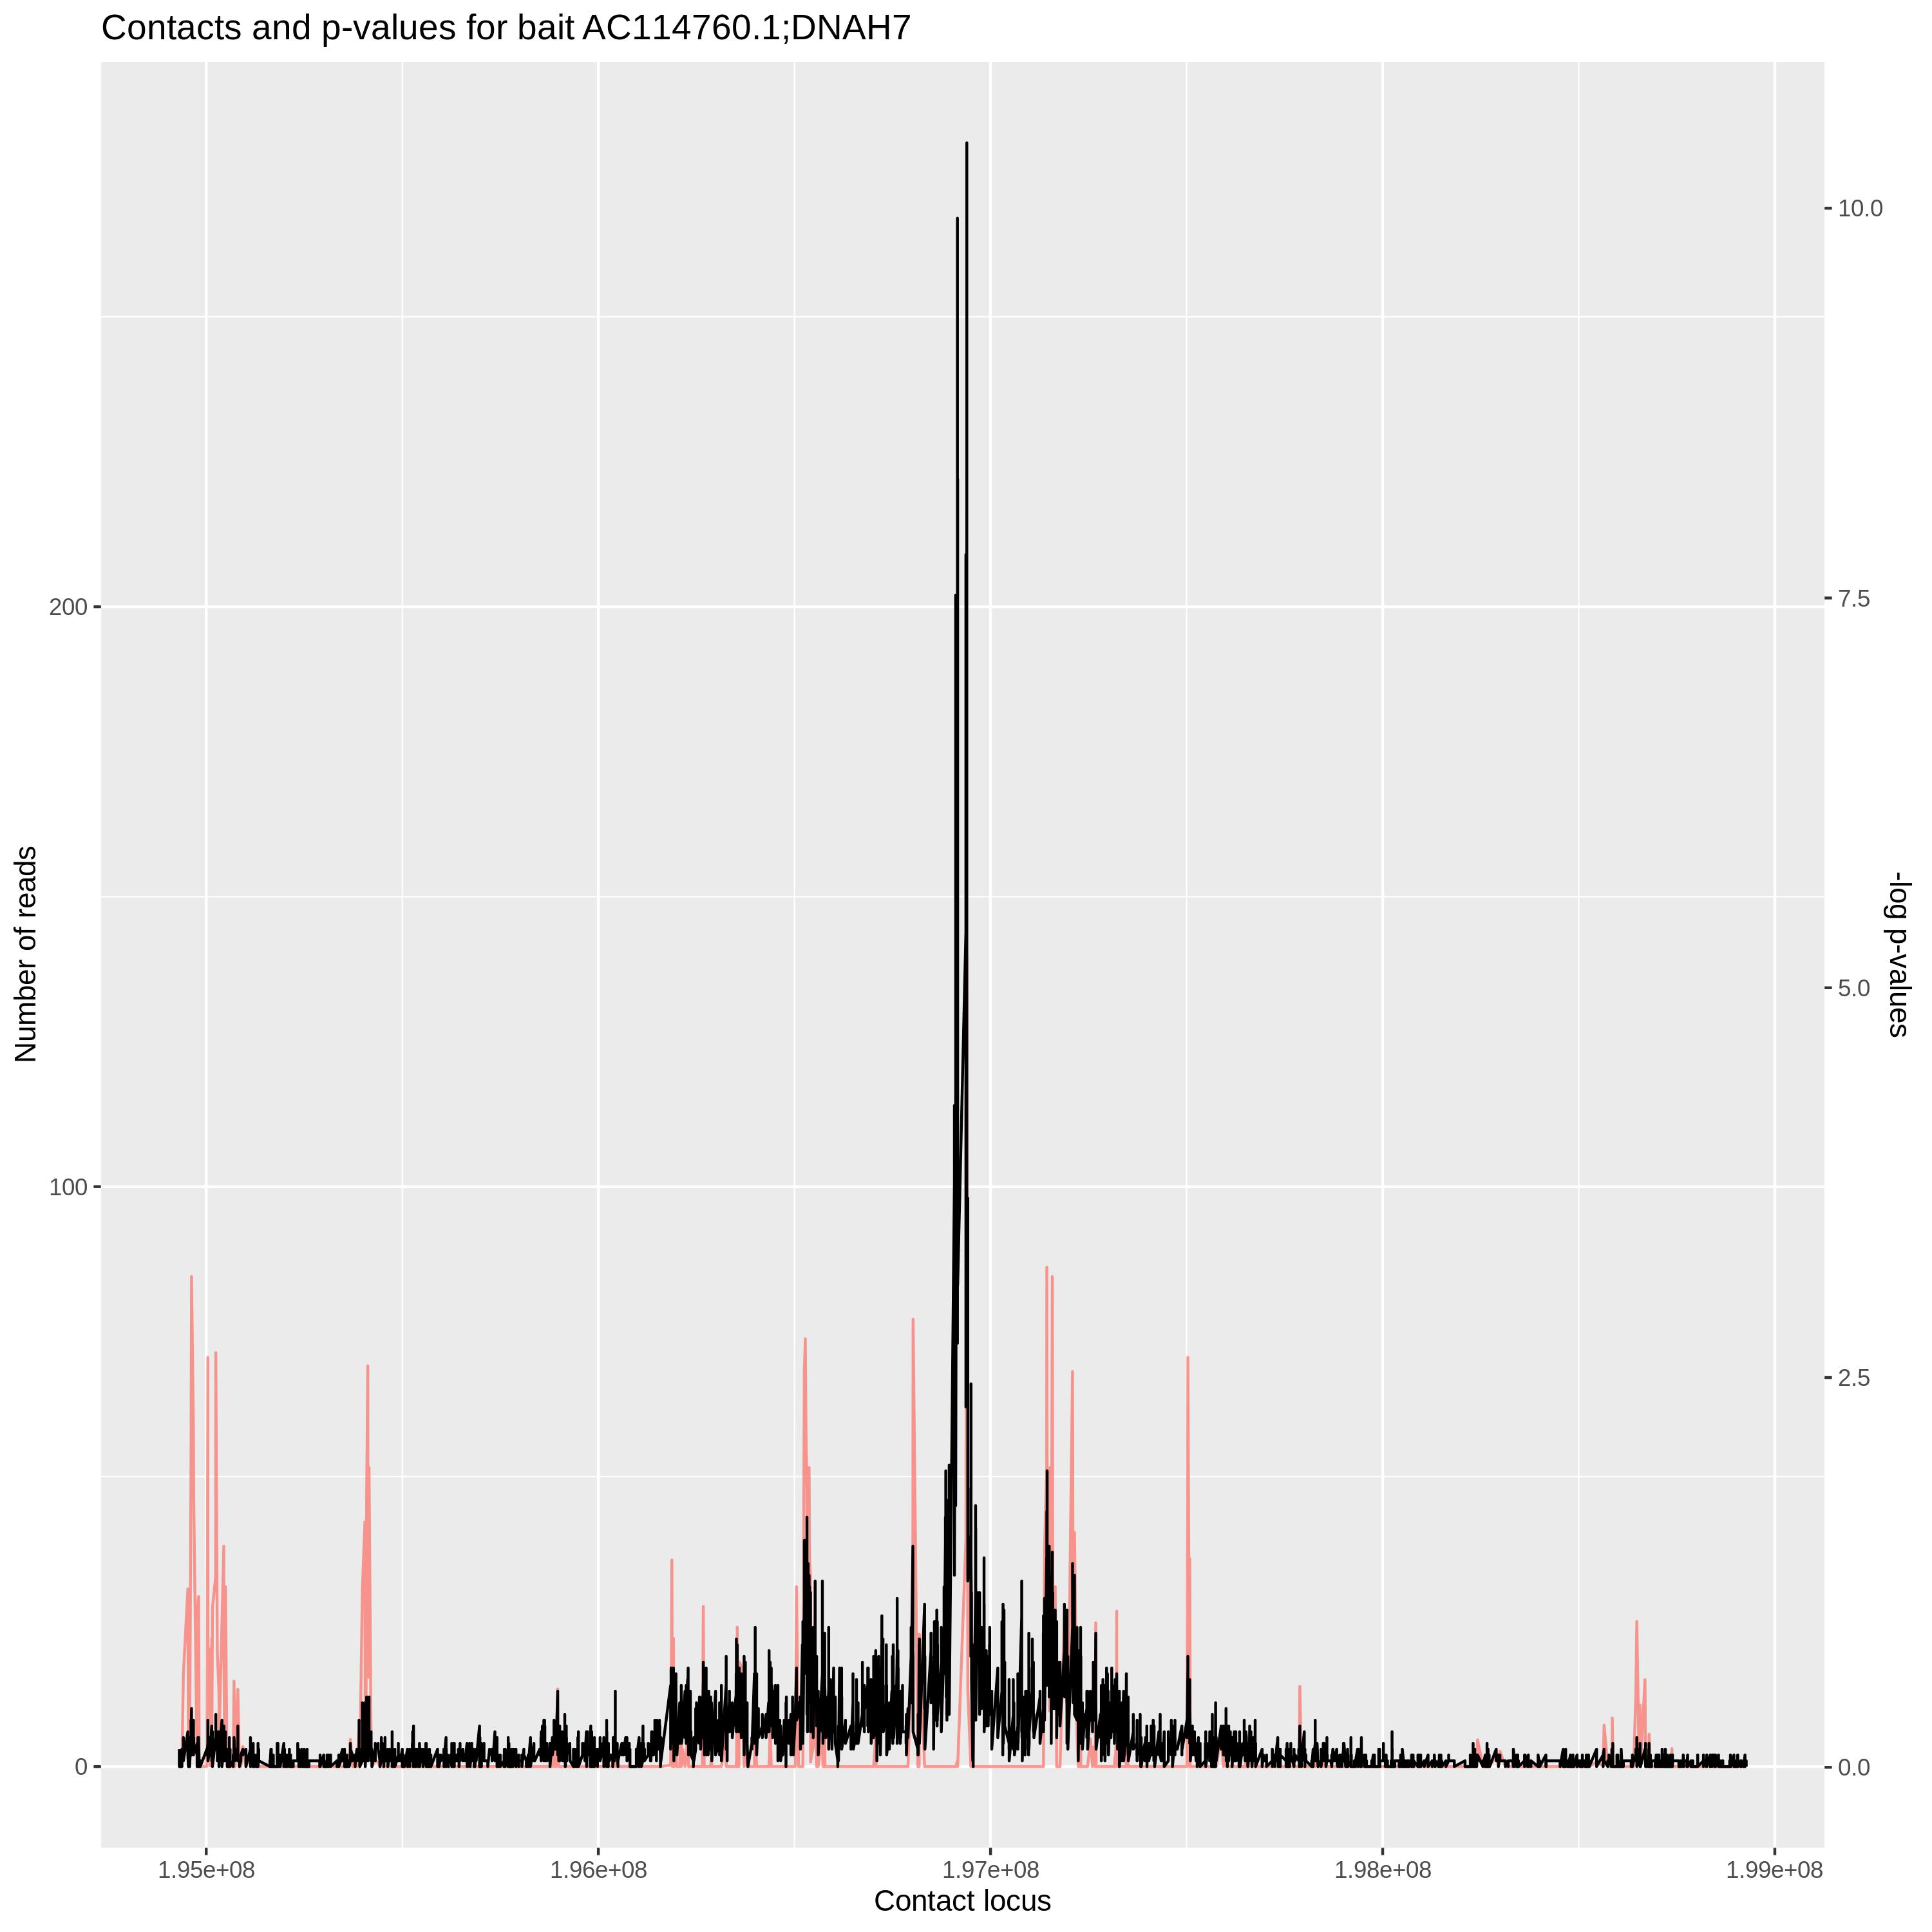 Contacts and p-values for bait AC114760.1;DNAH7
Number of reads
200
100
0
10.0
7.5
5.0
2.5
0.0
-log p-values
1.95e+08
1.96e+08
1.97e+08
1.98e+08
1.99e+08
Contact locus